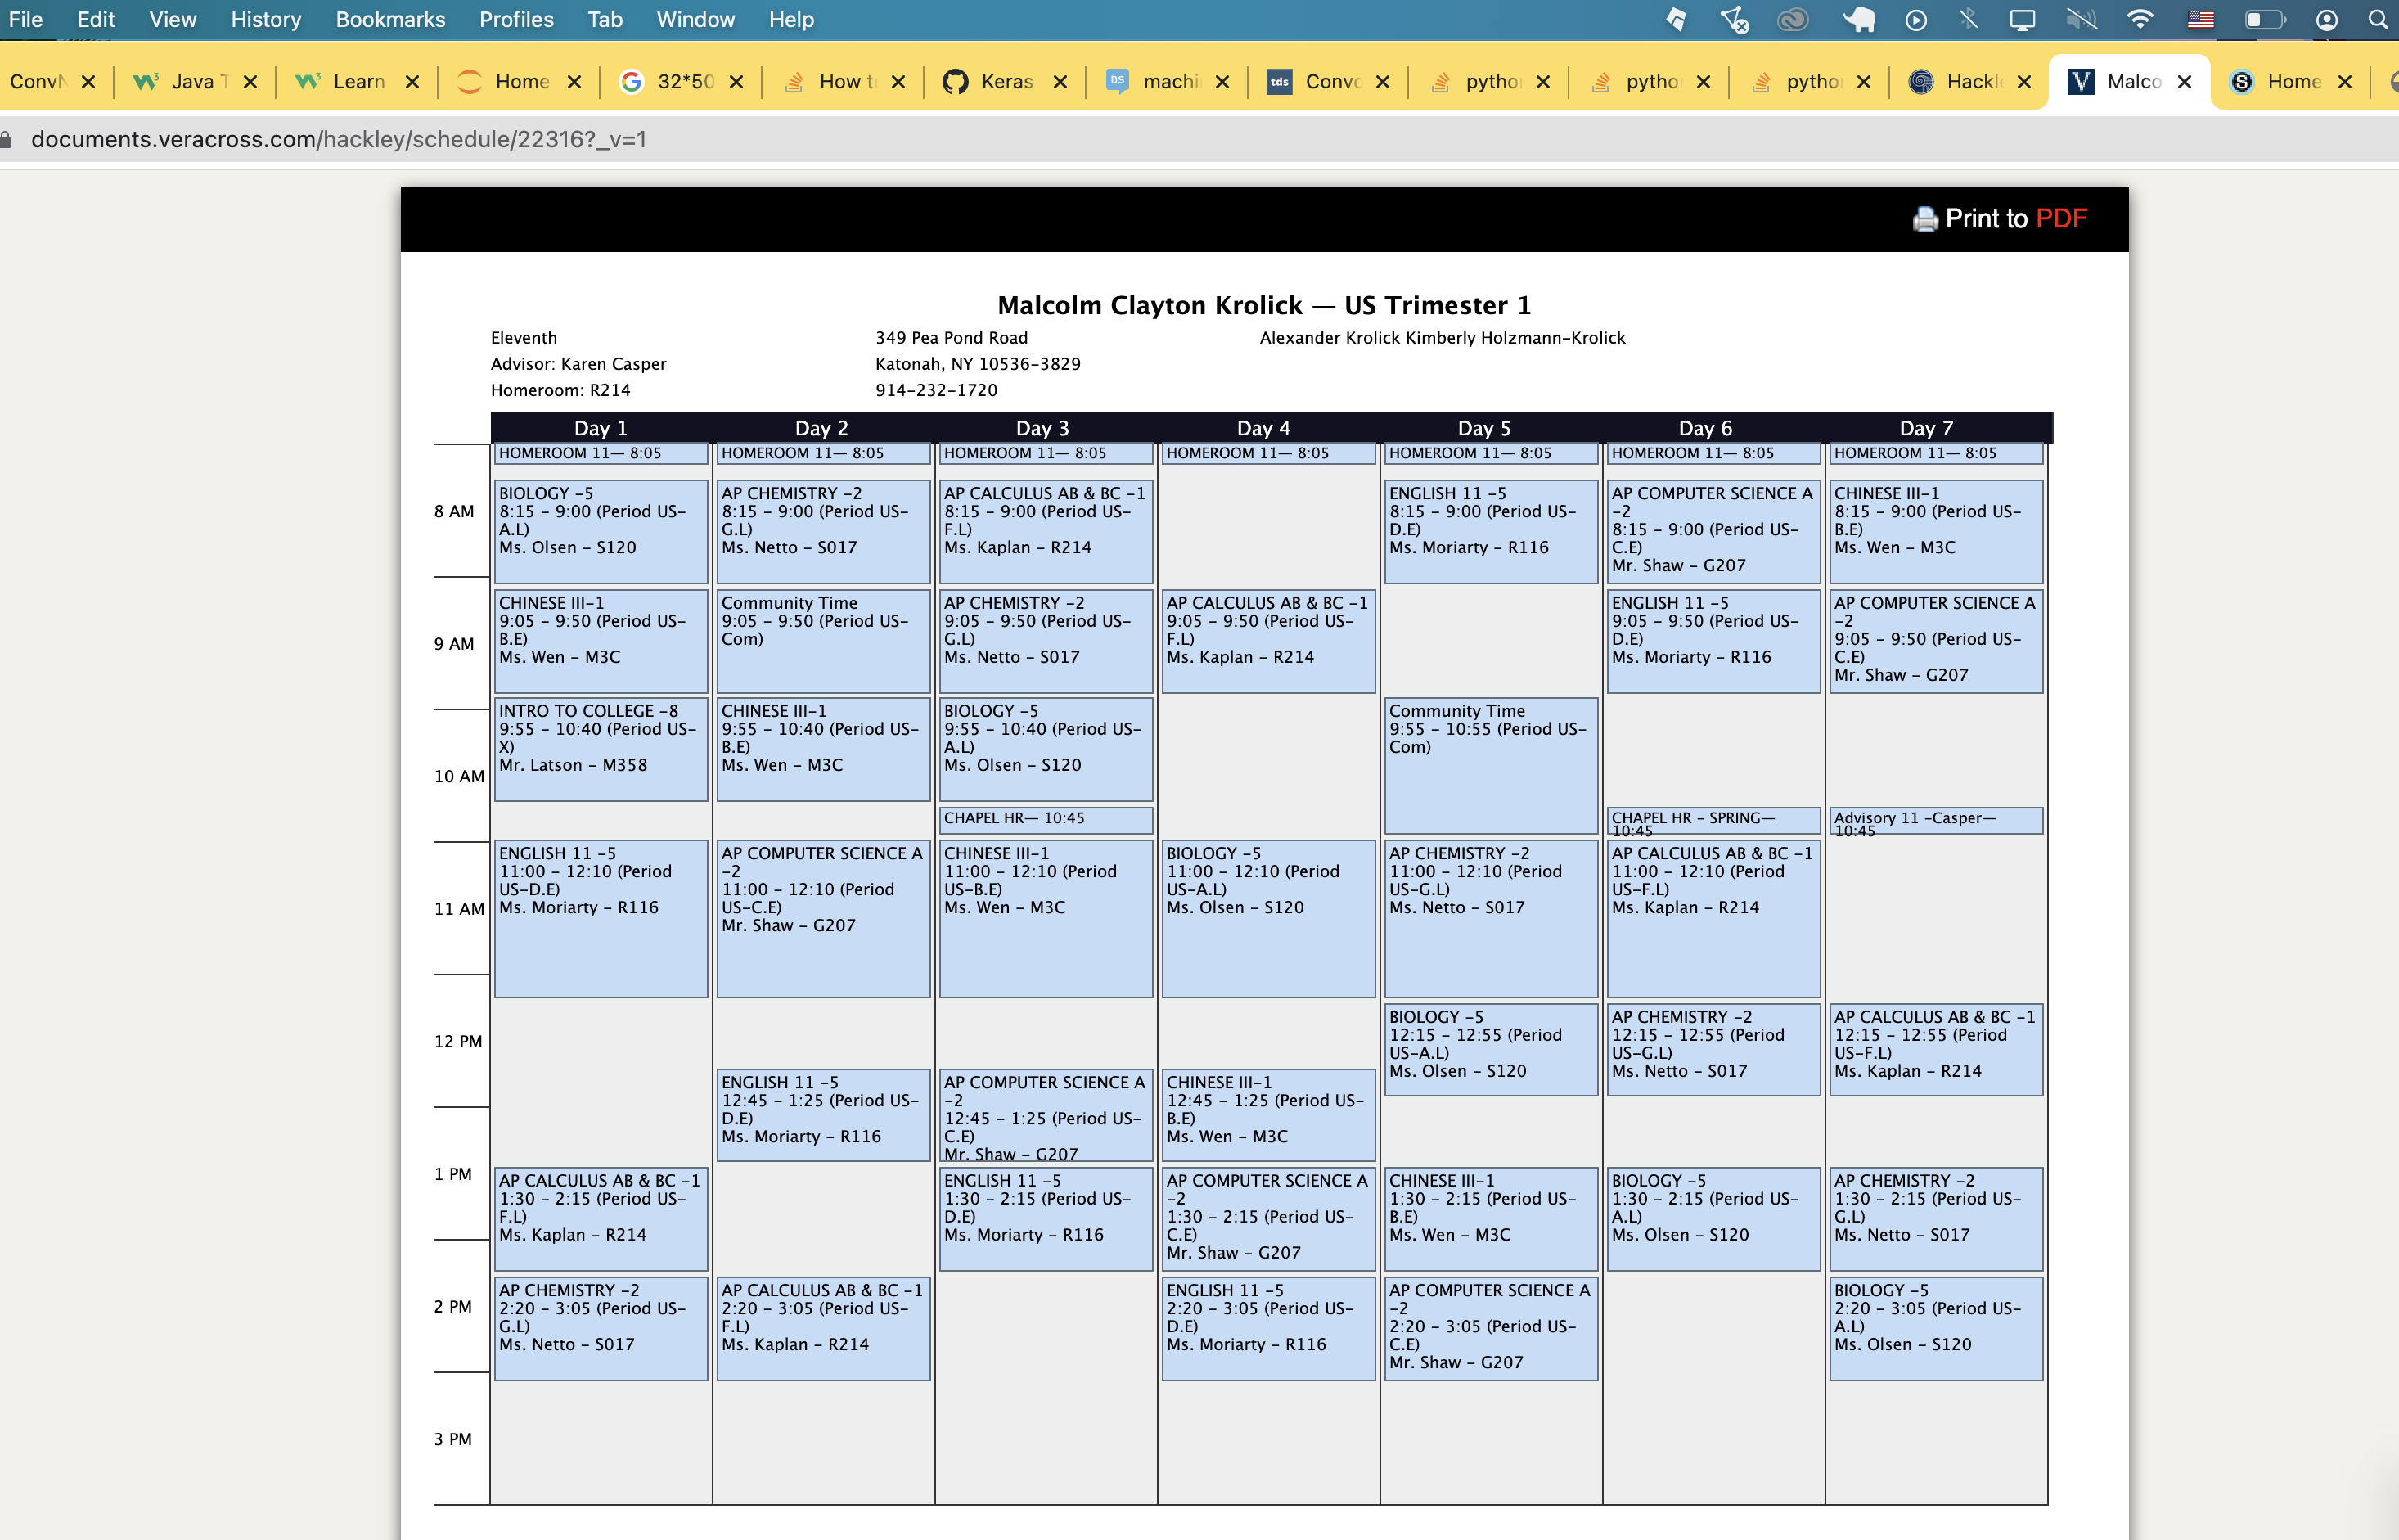 File Edit View History Bookmarks Profiles Tab Window Help
Java Learn Home 32*50 How Keras DS machi tds Conv pytho pytho pytho Hackl V Malco S Home
documents.veracross.com/hackley/schedule/22316?_v=1
Print to PDF
Malcolm Clayton Krolick — US Trimester 1
Eleventh 349 Pea Pond Road Alexander Krolick Kimberly Holzmann-Krolick
Advisor: Karen Casper Katonah, NY 10536-3829
Homeroom: R214 914-232-1720
Day 1 Day 2 Day 3 Day 4 Day 5 Day 6 Day 7
8 AM
9 AM
10 AM
11 AM
12 PM
1 PM
2 PM
3 PM
HOMEROOM 11— 8:05
BIOLOGY -5
8:15 - 9:00 (Period US-
A.L)
Ms. Olsen - S120
CHINESE III-1
9:05 - 9:50 (Period US-
B.E)
Ms. Wen - M3C
INTRO TO COLLEGE -8
9:55 - 10:40 (Period US-
X)
Mr. Latson - M358
ENGLISH 11 -5
11:00 - 12:10 (Period
US-D.E)
Ms. Moriarty - R116
AP CALCULUS AB & BC -1
1:30 - 2:15 (Period US-
F.L)
Ms. Kaplan - R214
AP CHEMISTRY -2
2:20 - 3:05 (Period US-
G.L)
Ms. Netto - S017
HOMEROOM 11— 8:05
AP CHEMISTRY -2
8:15 - 9:00 (Period US-
G.L)
Ms. Netto - S017
Community Time
9:05 - 9:50 (Period US-
Com)
CHINESE III-1
9:55 - 10:40 (Period US-
B.E)
Ms. Wen - M3C
AP COMPUTER SCIENCE A
-2
11:00 - 12:10 (Period
US-C.E)
Mr. Shaw - G207
ENGLISH 11 -5
12:45 - 1:25 (Period US-
D.E)
Ms. Moriarty - R116
AP CALCULUS AB & BC -1
2:20 - 3:05 (Period US-
F.L)
Ms. Kaplan - R214
HOMEROOM 11— 8:05
AP CALCULUS AB & BC -1
8:15 - 9:00 (Period US-
F.L)
Ms. Kaplan - R214
AP CHEMISTRY -2
9:05 - 9:50 (Period US-
G.L)
Ms. Netto - S017
BIOLOGY -5
9:55 - 10:40 (Period US-
A.L)
Ms. Olsen - S120
CHAPEL HR— 10:45
CHINESE III-1
11:00 - 12:10 (Period
US-B.E)
Ms. Wen - M3C
AP COMPUTER SCIENCE A
-2
12:45 - 1:25 (Period US-
C.E)
Mr. Shaw - G207
ENGLISH 11 -5
1:30 - 2:15 (Period US-
D.E)
Ms. Moriarty - R116
HOMEROOM 11— 8:05
AP CALCULUS AB & BC -1
9:05 - 9:50 (Period US-
F.L)
Ms. Kaplan - R214
BIOLOGY -5
11:00 - 12:10 (Period
US-A.L)
Ms. Olsen - S120
CHINESE III-1
12:45 - 1:25 (Period US-
B.E)
Ms. Wen - M3C
AP COMPUTER SCIENCE A
-2
1:30 - 2:15 (Period US-
C.E)
Mr. Shaw - G207
ENGLISH 11 -5
2:20 - 3:05 (Period US-
D.E)
Ms. Moriarty - R116
HOMEROOM 11— 8:05
ENGLISH 11 -5
8:15 - 9:00 (Period US-
D.E)
Ms. Moriarty - R116
Community Time
9:55 - 10:55 (Period US-
Com)
AP CHEMISTRY -2
11:00 - 12:10 (Period
US-G.L)
Ms. Netto - S017
BIOLOGY -5
12:15 - 12:55 (Period
US-A.L)
Ms. Olsen - S120
CHINESE III-1
1:30 - 2:15 (Period US-
B.E)
Ms. Wen - M3C
AP COMPUTER SCIENCE A
-2
2:20 - 3:05 (Period US-
C.E)
Mr. Shaw - G207
HOMEROOM 11— 8:05
AP COMPUTER SCIENCE A
-2
8:15 - 9:00 (Period US-
C.E)
Mr. Shaw - G207
ENGLISH 11 -5
9:05 - 9:50 (Period US-
D.E)
Ms. Moriarty - R116
CHAPEL HR - SPRING—
10:45
AP CALCULUS AB & BC -1
11:00 - 12:10 (Period
US-F.L)
Ms. Kaplan - R214
AP CHEMISTRY -2
12:15 - 12:55 (Period
US-G.L)
Ms. Netto - S017
BIOLOGY -5
1:30 - 2:15 (Period US-
A.L)
Ms. Olsen - S120
HOMEROOM 11— 8:05
CHINESE III-1
8:15 - 9:00 (Period US-
B.E)
Ms. Wen - M3C
AP COMPUTER SCIENCE A
-2
9:05 - 9:50 (Period US-
C.E)
Mr. Shaw - G207
Advisory 11 -Casper—
10:45
AP CALCULUS AB & BC -1
12:15 - 12:55 (Period
US-F.L)
Ms. Kaplan - R214
AP CHEMISTRY -2
1:30 - 2:15 (Period US-
G.L)
Ms. Netto - S017
BIOLOGY -5
2:20 - 3:05 (Period US-
A.L)
Ms. Olsen - S120